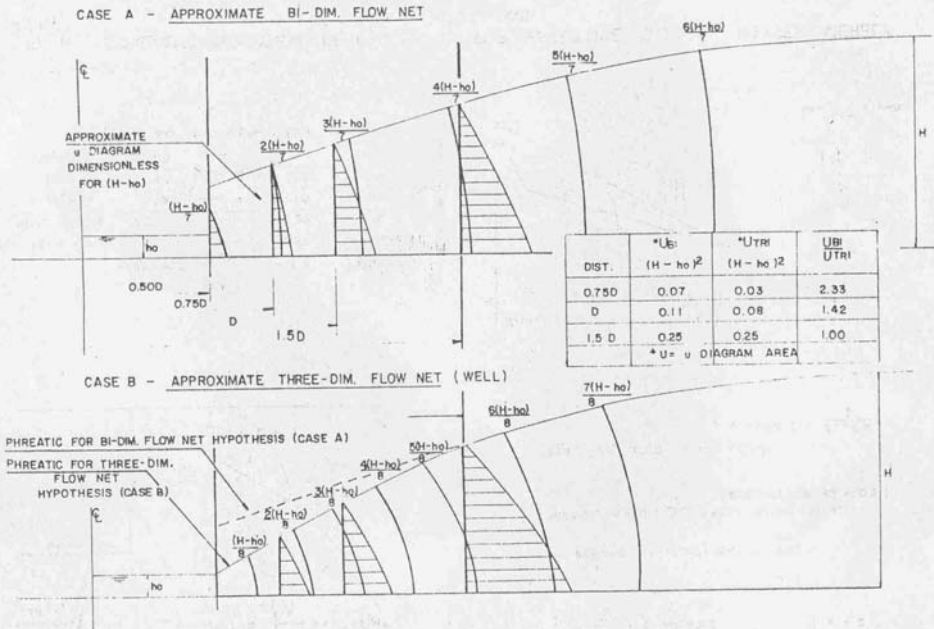 CASE A - APPROXIMATE BI-DIM. FLOW NET
6(H-ho)
7
5(H-ho)
7
4(H-ho)
7
3(H-ho)
7
2(H-ho)
7
(H-ho)
7
℄
APPROXIMATE
u DIAGRAM
DIMENSIONLESS
FOR (H-ho)
ho
H
0.50D
0.75D
D
1.5 D
DIST.
*UBI
(H - ho)2
*UTRI
(H - ho)2
UBI
UTRI
0.75D 0.07 0.03 2.33
D 0.11 0.08 1.42
1.5 D 0.25 0.25 1.00
* U = u DIAGRAM AREA
CASE B - APPROXIMATE THREE-DIM. FLOW NET (WELL)
7(H-ho)
8
6(H-ho)
8
5(H-ho)
8
4(H-ho)
8
3(H-ho)
8
2(H-ho)
8
(H-ho)
8
PHREATIC FOR BI-DIM. FLOW NET HYPOTHESIS (CASE A)
PHREATIC FOR THREE-DIM.
FLOW NET
HYPOTHESIS (CASE B)
℄
ho
H